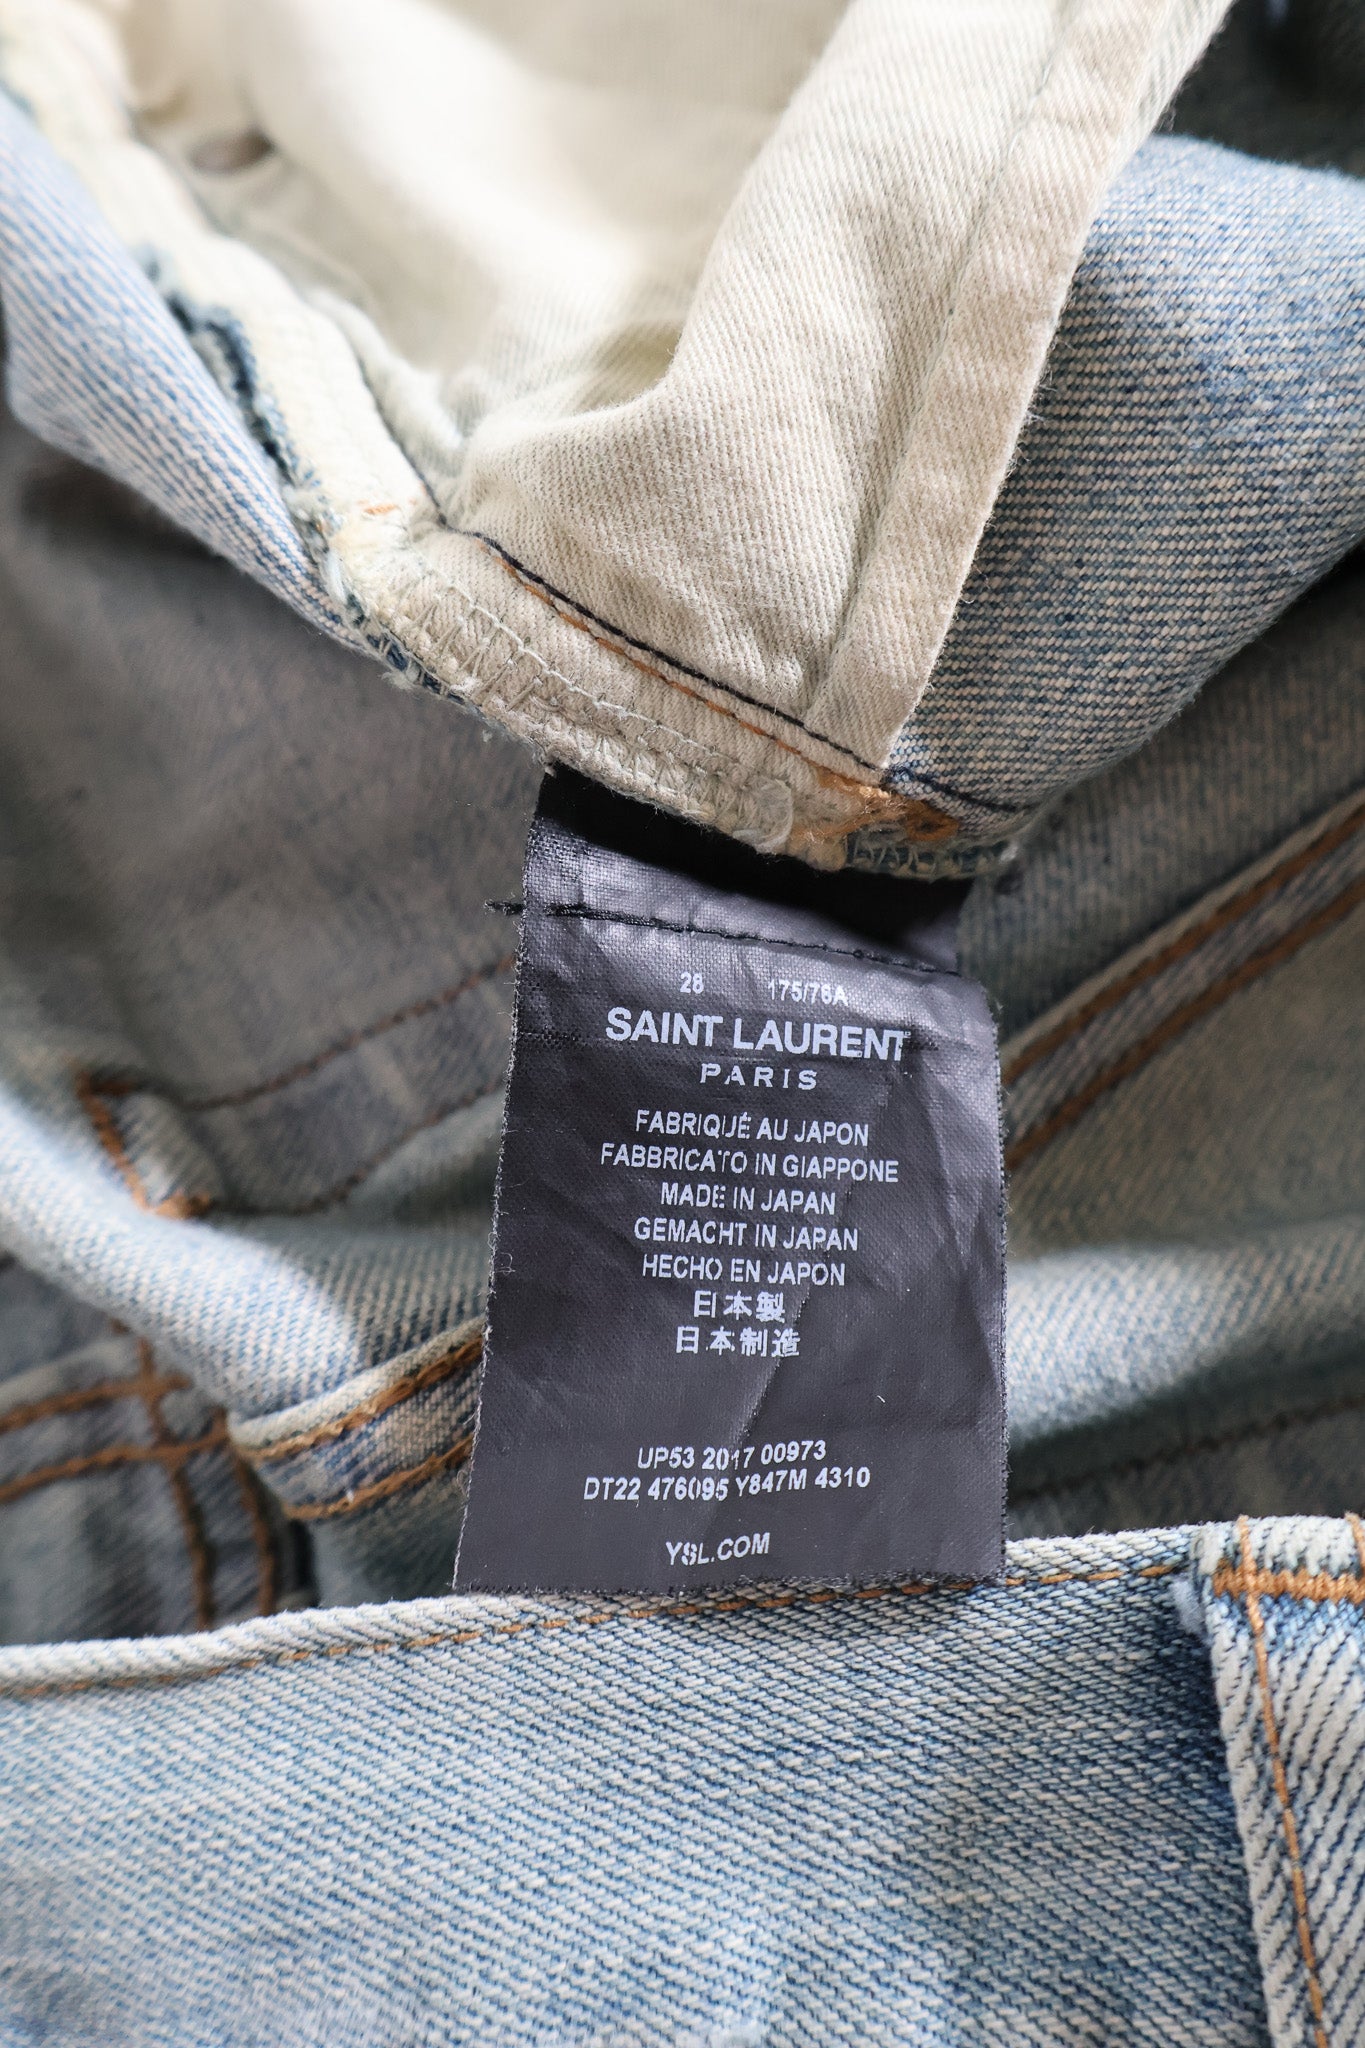 28 175/76A
SAINT LAURENT
PARIS
FABRIQUÉ AU JAPON
FABBRICATO IN GIAPPONE
MADE IN JAPAN
GEMACHT IN JAPAN
HECHO EN JAPON
日本製
日本制造
UP53 2017 00973
DT22 476095 Y847M 4310
YSL.COM